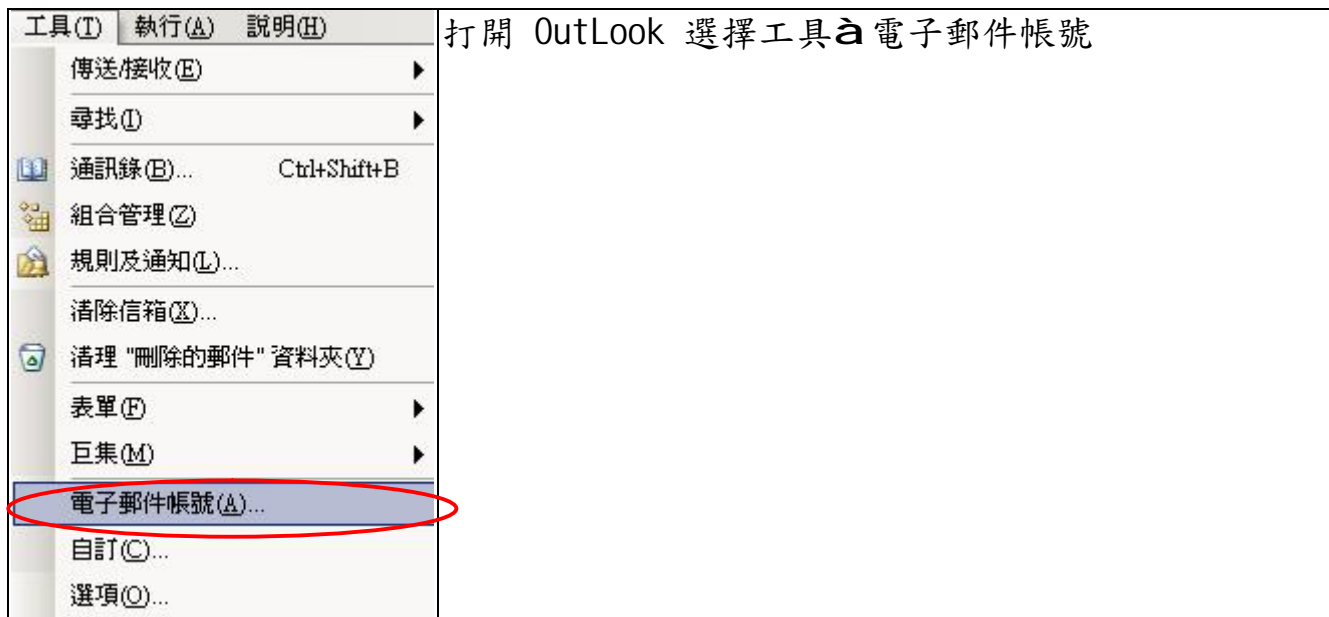 工具(T) 執行(A) 說明(H)
傳送/接收(E)
尋找(I)
通訊錄(B)... Ctrl+Shift+B
組合管理(Z)
規則及通知(L)...
清除信箱(X)...
清理 "刪除的郵件" 資料夾(Y)
表單(F)
巨集(M)
電子郵件帳號(A)...
自訂(C)...
選項(O)...
打開 OutLook 選擇工具à電子郵件帳號